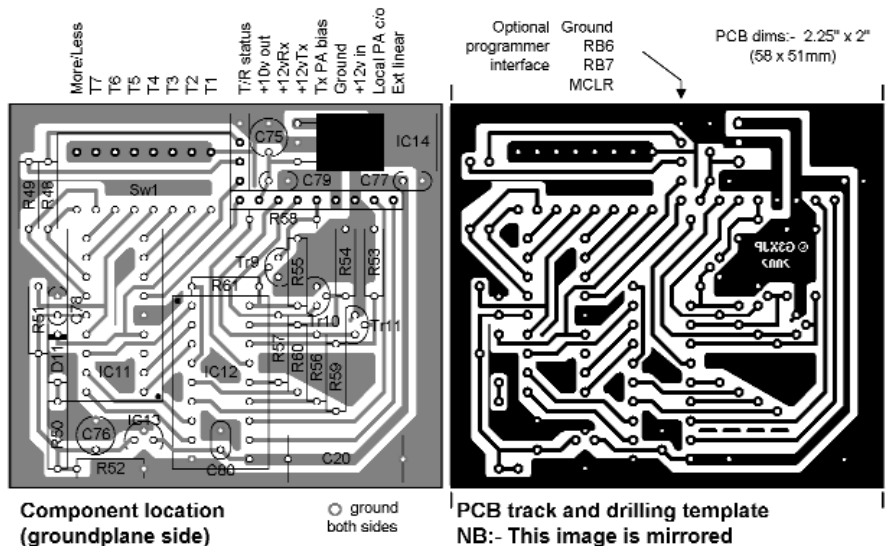 More/Less
T7
T6
T5
T4
T3
T2
T1
T/R status
+10v out
+12vRx
+12vTx
Tx PA bias
Ground
+12v in
Local PA c/o
Ext linear
Optional programmer interface
Ground
RB6
RB7
MCLR
PCB dims:- 2.25" x 2"
(58 x 51mm)
C75
IC14
R49
R48
Sw1
C79
C77
R58
Tr9
R55
R54
R53
R61
R51
C78
Tr10
Tr11
D11
IC11
IC12
R57
R60
R56
R59
R50
C76
IC13
R52
C80
C20
© G3XJP
2002
Component location
(groundplane side)
ground
both sides
PCB track and drilling template
NB:- This image is mirrored